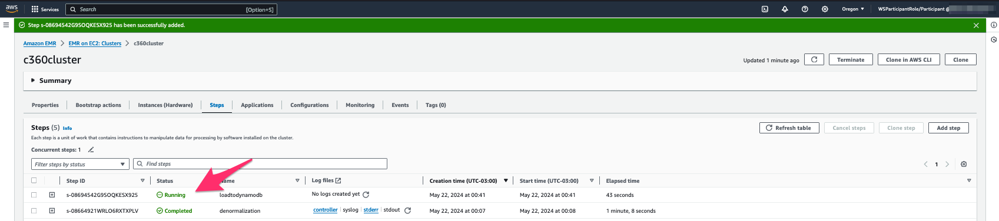 aws Services Search [Option+S] Oregon ▼ WSParticipantRole/Participant @
Step s-08694542G9SOQKESX925 has been successfully added.
Amazon EMR > EMR on EC2: Clusters > c360cluster
c360cluster Updated 1 minute ago Terminate Clone in AWS CLI Clone
Summary
Properties Bootstrap actions Instances (Hardware) Steps Applications Configurations Monitoring Events Tags (0)
Steps (5) Info Refresh table Cancel steps Clone step Add step
Each step is a unit of work that contains instructions to manipulate data for processing by software installed on the cluster.
Concurrent steps: 1
Filter steps by status Find steps 1
Step ID Status Log files Creation time (UTC-03:00) Start time (UTC-03:00) Elapsed time
s-08694542G9SOQKESX925 Running loadtodynamodb No logs created yet May 22, 2024 at 00:41 May 22, 2024 at 00:41 43 seconds
s-08664921WRLO6RXTXPLV Completed denormalization controller | syslog | stderr | stdout May 22, 2024 at 00:07 May 22, 2024 at 00:08 1 minute, 8 seconds